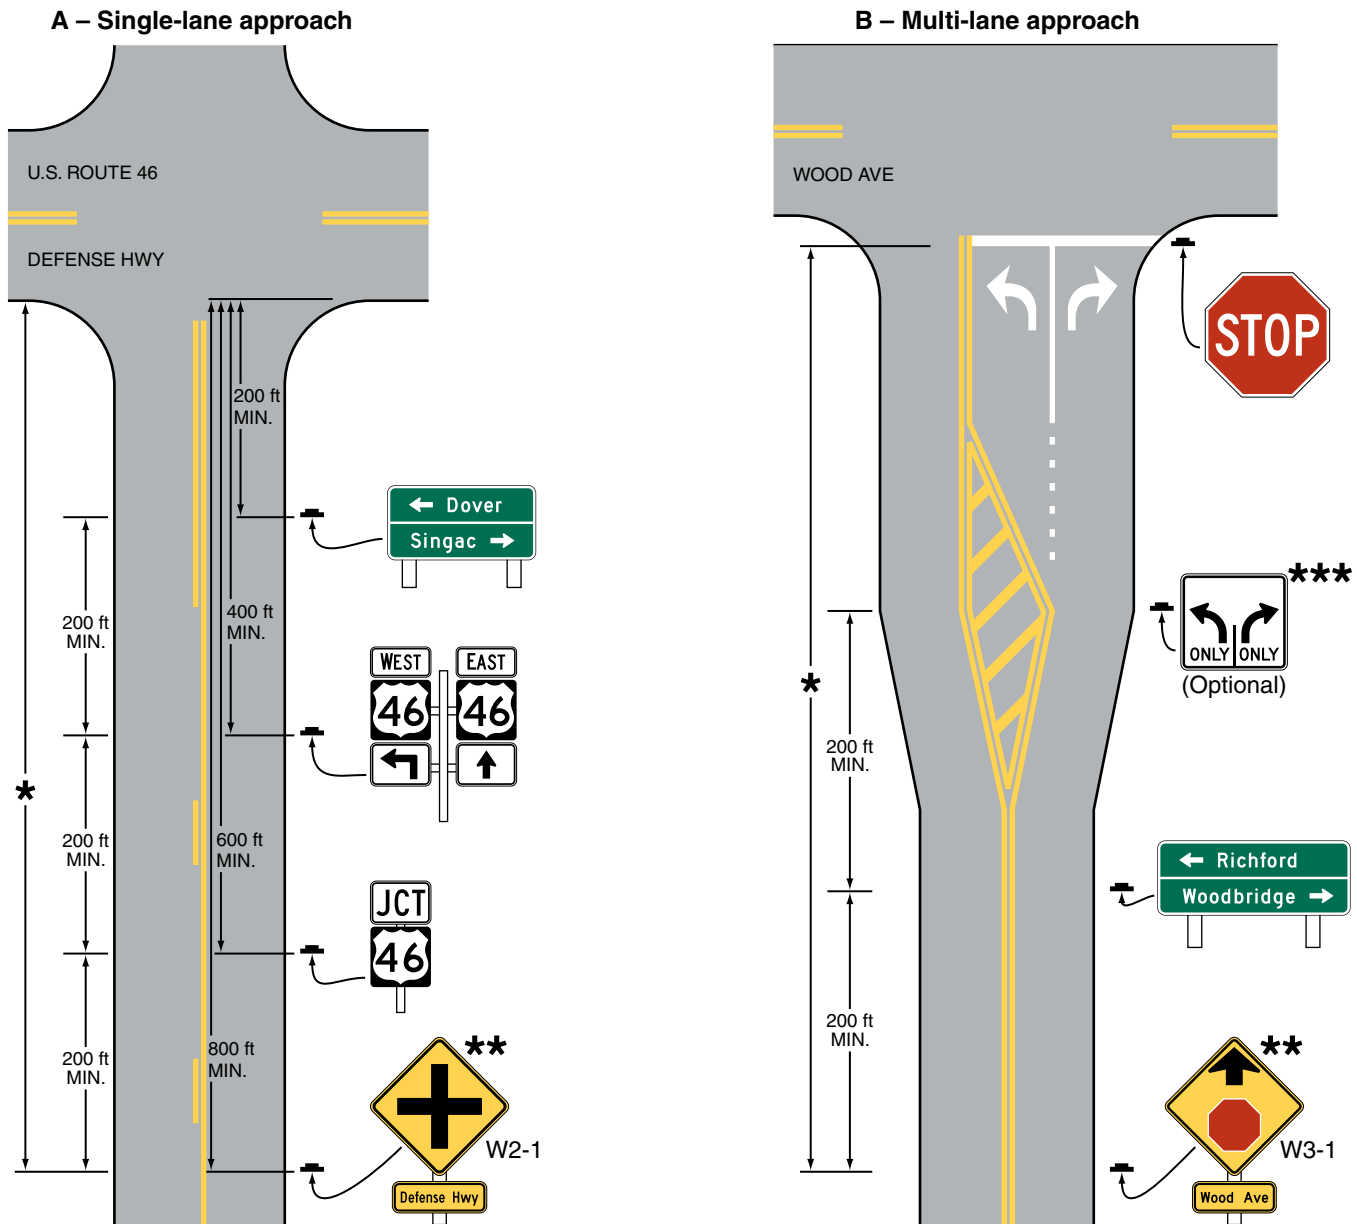 A – Single-lane approach
U.S. ROUTE 46
DEFENSE HWY
200 ft
MIN.
Dover
Singac
200 ft
MIN.
400 ft
MIN.
WEST
EAST
46
46
*
200 ft
MIN.
600 ft
MIN.
JCT
46
200 ft
MIN.
800 ft
MIN.
**
W2-1
Defense Hwy
B – Multi-lane approach
WOOD AVE
STOP
***
ONLY
ONLY
(Optional)
*
200 ft
MIN.
Richford
Woodbridge
200 ft
MIN.
**
W3-1
Wood Ave